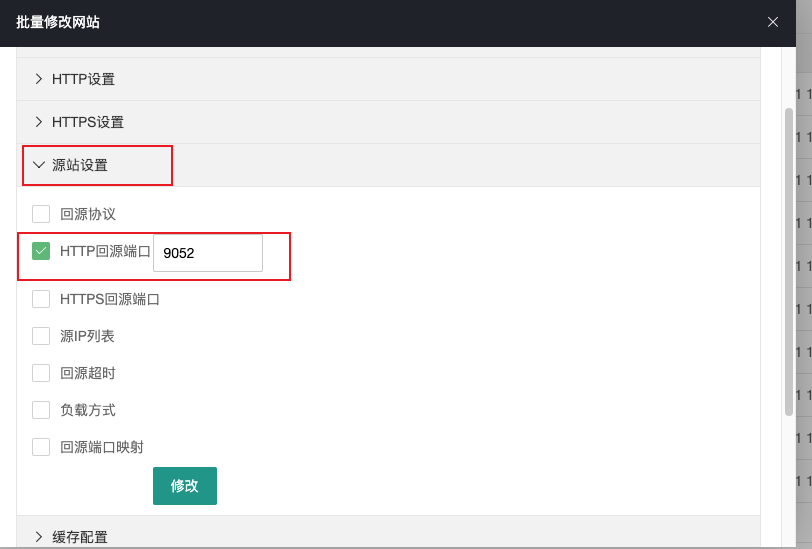 批量修改网站
HTTP设置
HTTPS设置
源站设置
回源协议
HTTP回源端口 9052
HTTPS回源端口
源IP列表
回源超时
负载方式
回源端口映射
修改
缓存配置